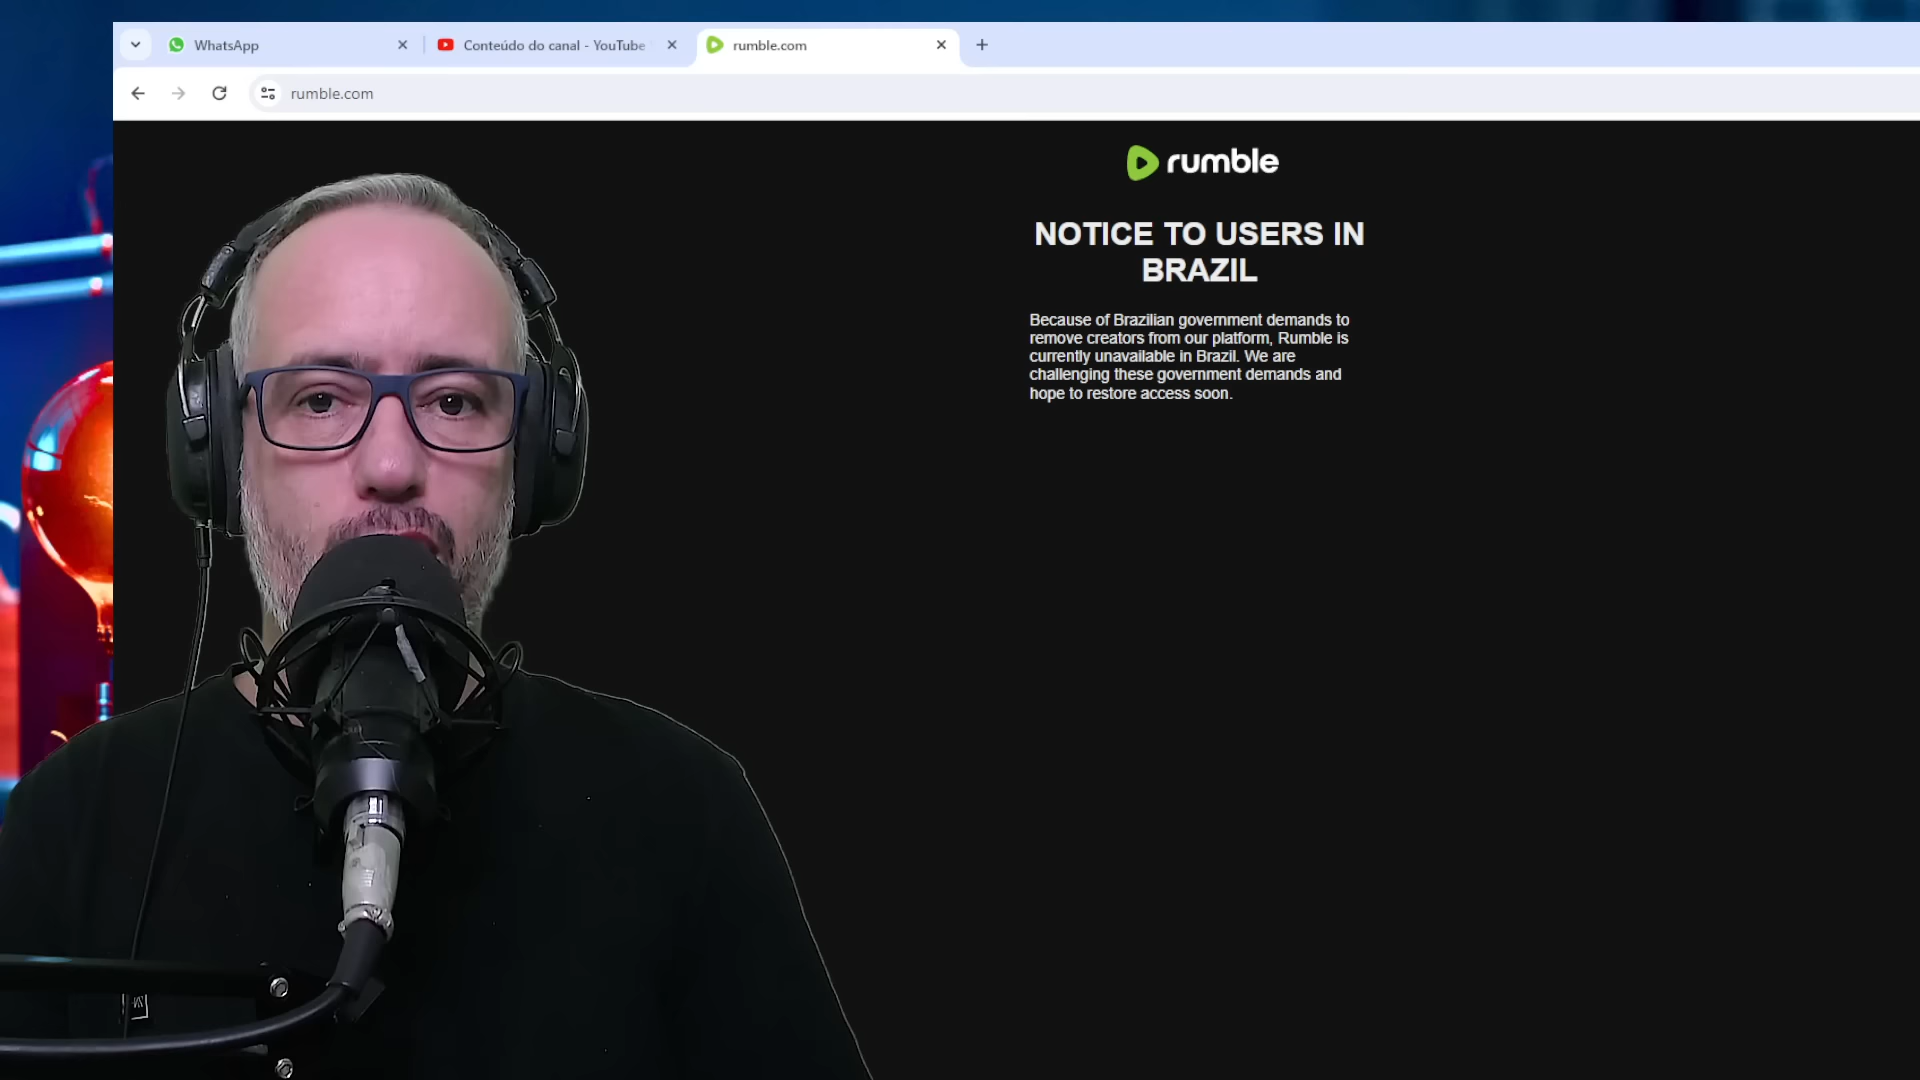 WhatsApp
Conteúdo do canal - YouTube
rumble.com
rumble.com
rumble
NOTICE TO USERS IN
BRAZIL
Because of Brazilian government demands to
remove creators from our platform, Rumble is
currently unavailable in Brazil. We are
challenging these government demands and
hope to restore access soon.